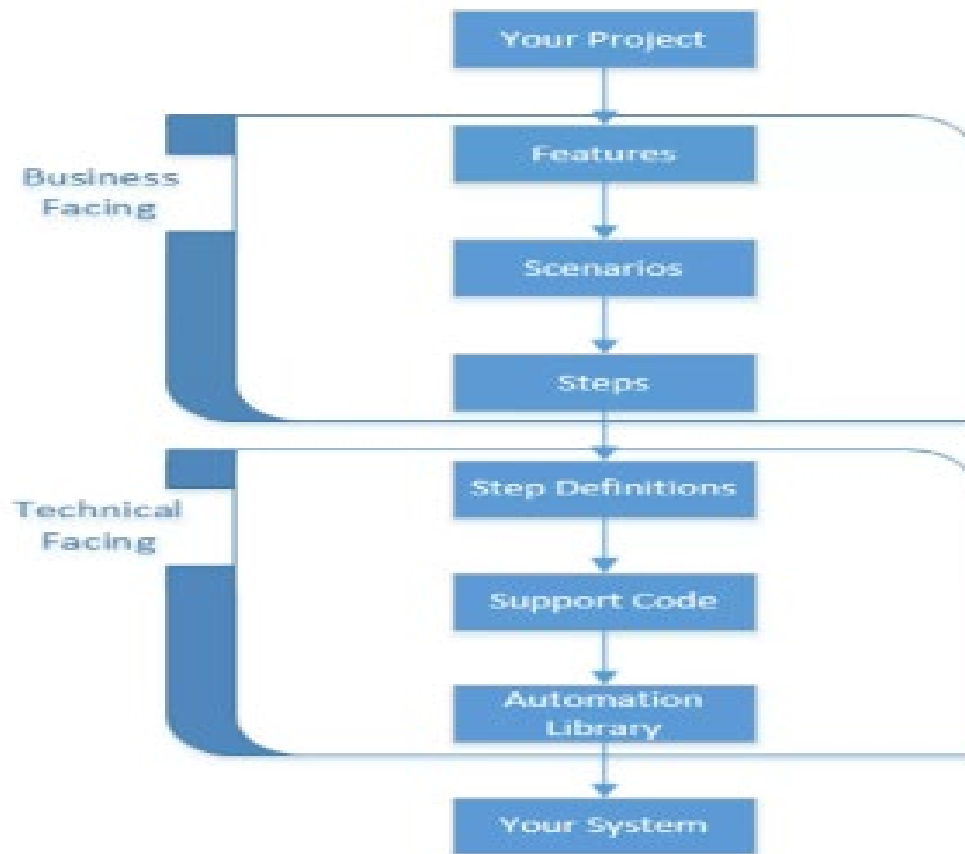 Your Project
Features
Business
Facing
Scenarios
Steps
Step Definitions
Technical
Facing
Support Code
Automation
Library
Your System